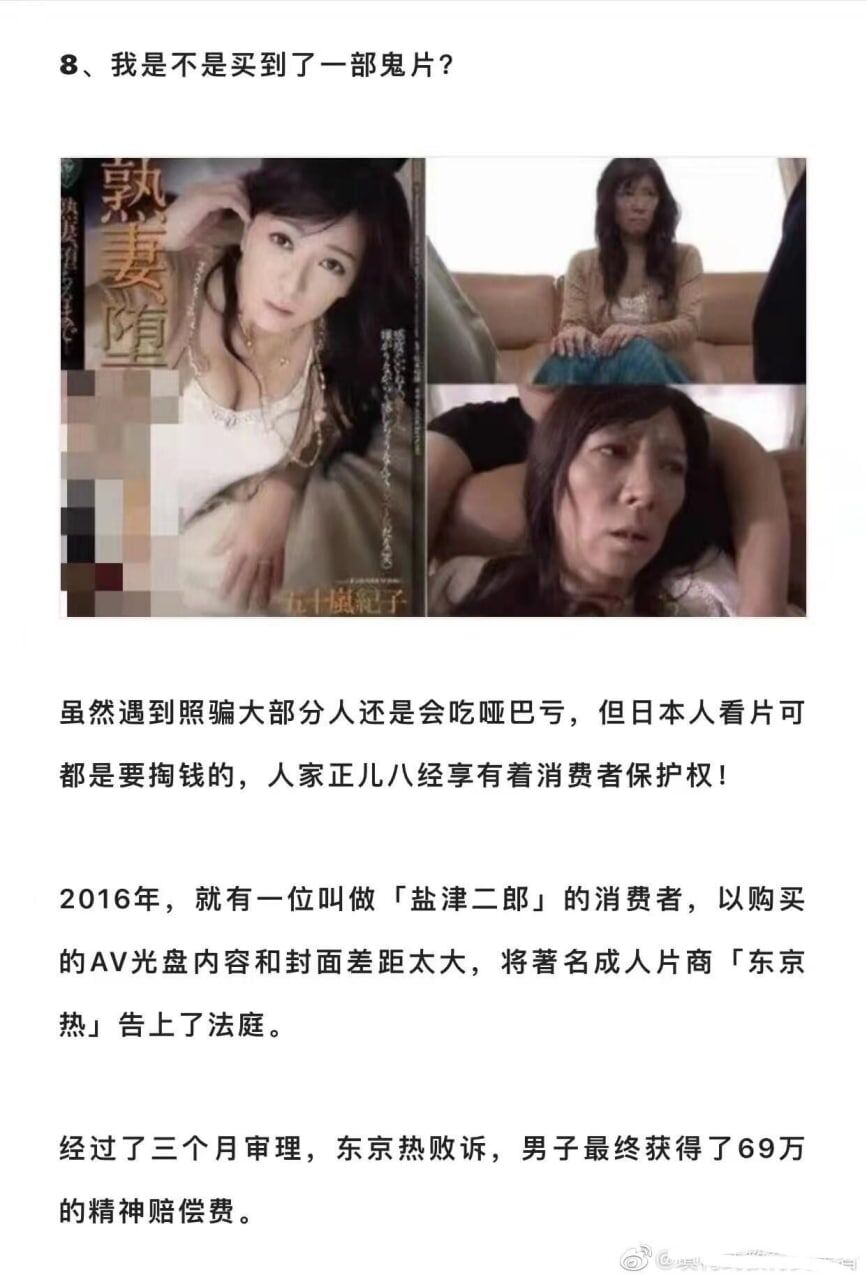 8、我是不是买到了一部鬼片？
熟妻、堕
五十嵐紀子
虽然遇到照骗大部分人还是会吃哑巴亏，但日本人看片可
都是要掏钱的，人家正儿八经享有着消费者保护权！
2016年，就有一位叫做「盐津二郎」的消费者，以购买
的AV光盘内容和封面差距太大，将著名成人片商「东京
热」告上了法庭。
经过了三个月审理，东京热败诉，男子最终获得了69万
的精神赔偿费。